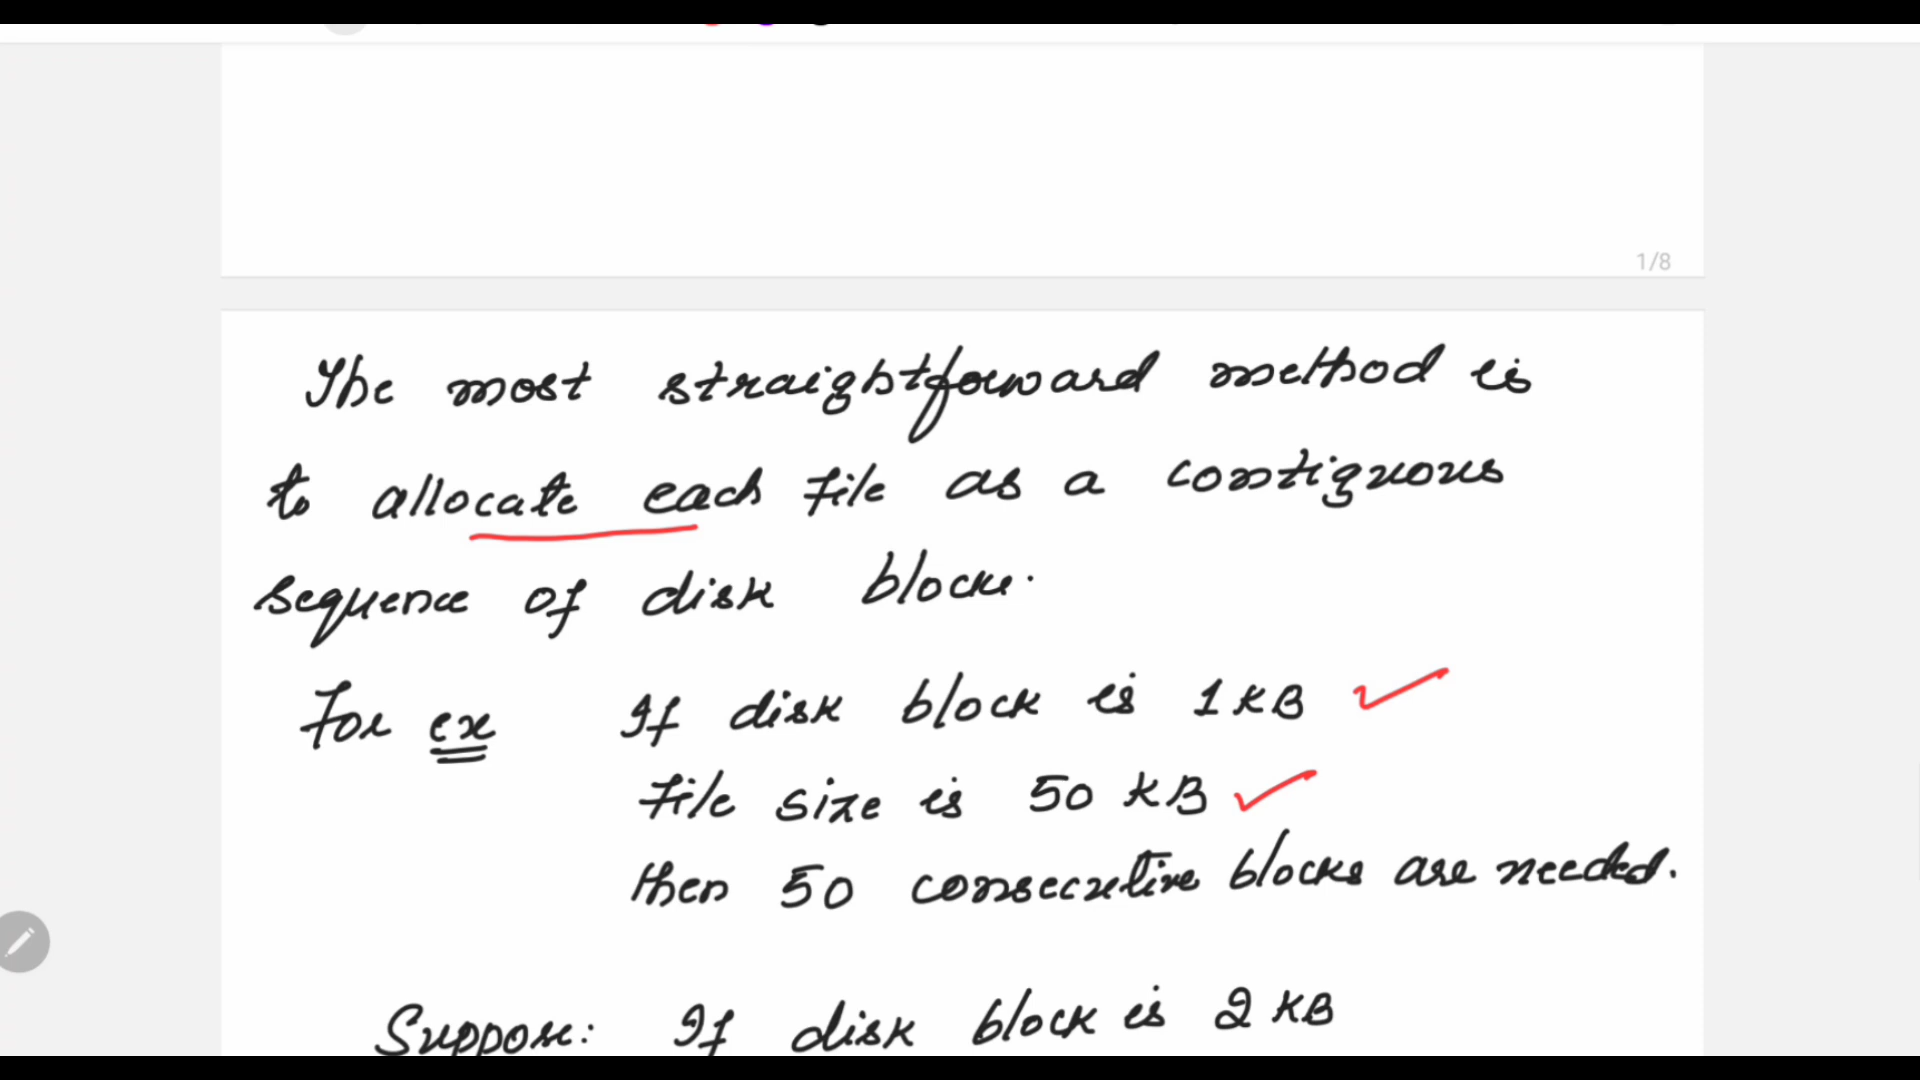 1/8
The most straightforward method is
to allocate each file as a contiguous
sequence of disk block.
For ex If disk block is 1 KB
file size is 50 KB
then 50 consecutive blocks are needed.
Suppose: If disk block is 2 KB